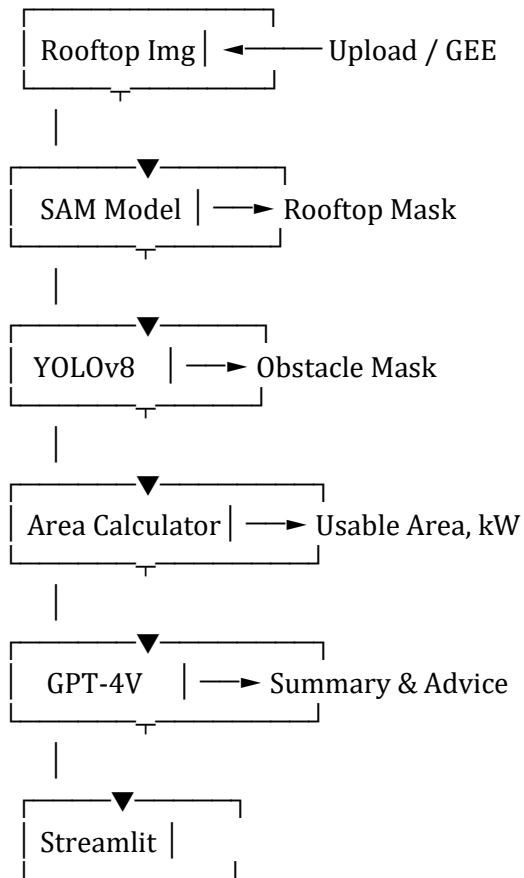 Rooftop Img Upload / GEE
SAM Model Rooftop Mask
YOLOv8 Obstacle Mask
Area Calculator Usable Area, kW
GPT-4V Summary & Advice
Streamlit